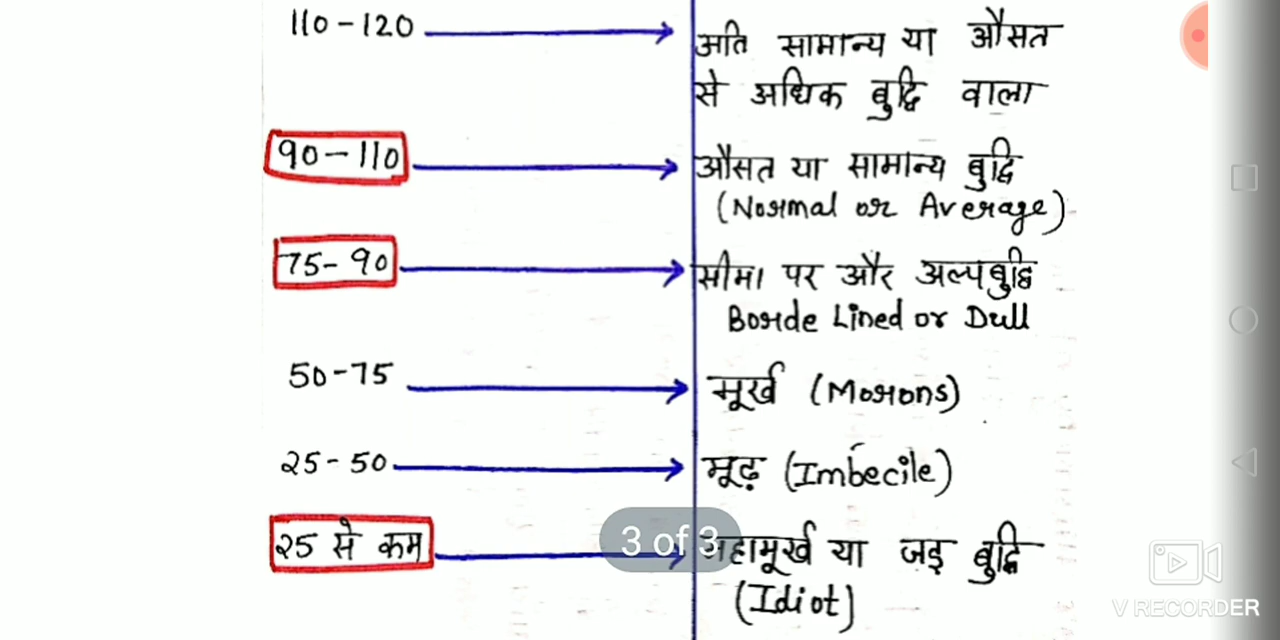 110-120 अति सामान्य या औसत
से अधिक बुद्धि वाला
90-110 औसत या सामान्य बुद्धि
(Normal or Average)
75-90 सीमा पर और अल्पबुद्धि
Borde Lined or Dull
50-75 मूर्ख (Morons)
25-50 मूढ़ (Imbecile)
25 से कम महामूर्ख या जड़ बुद्धि
3 of 3
(Idiot)
V RECORDER